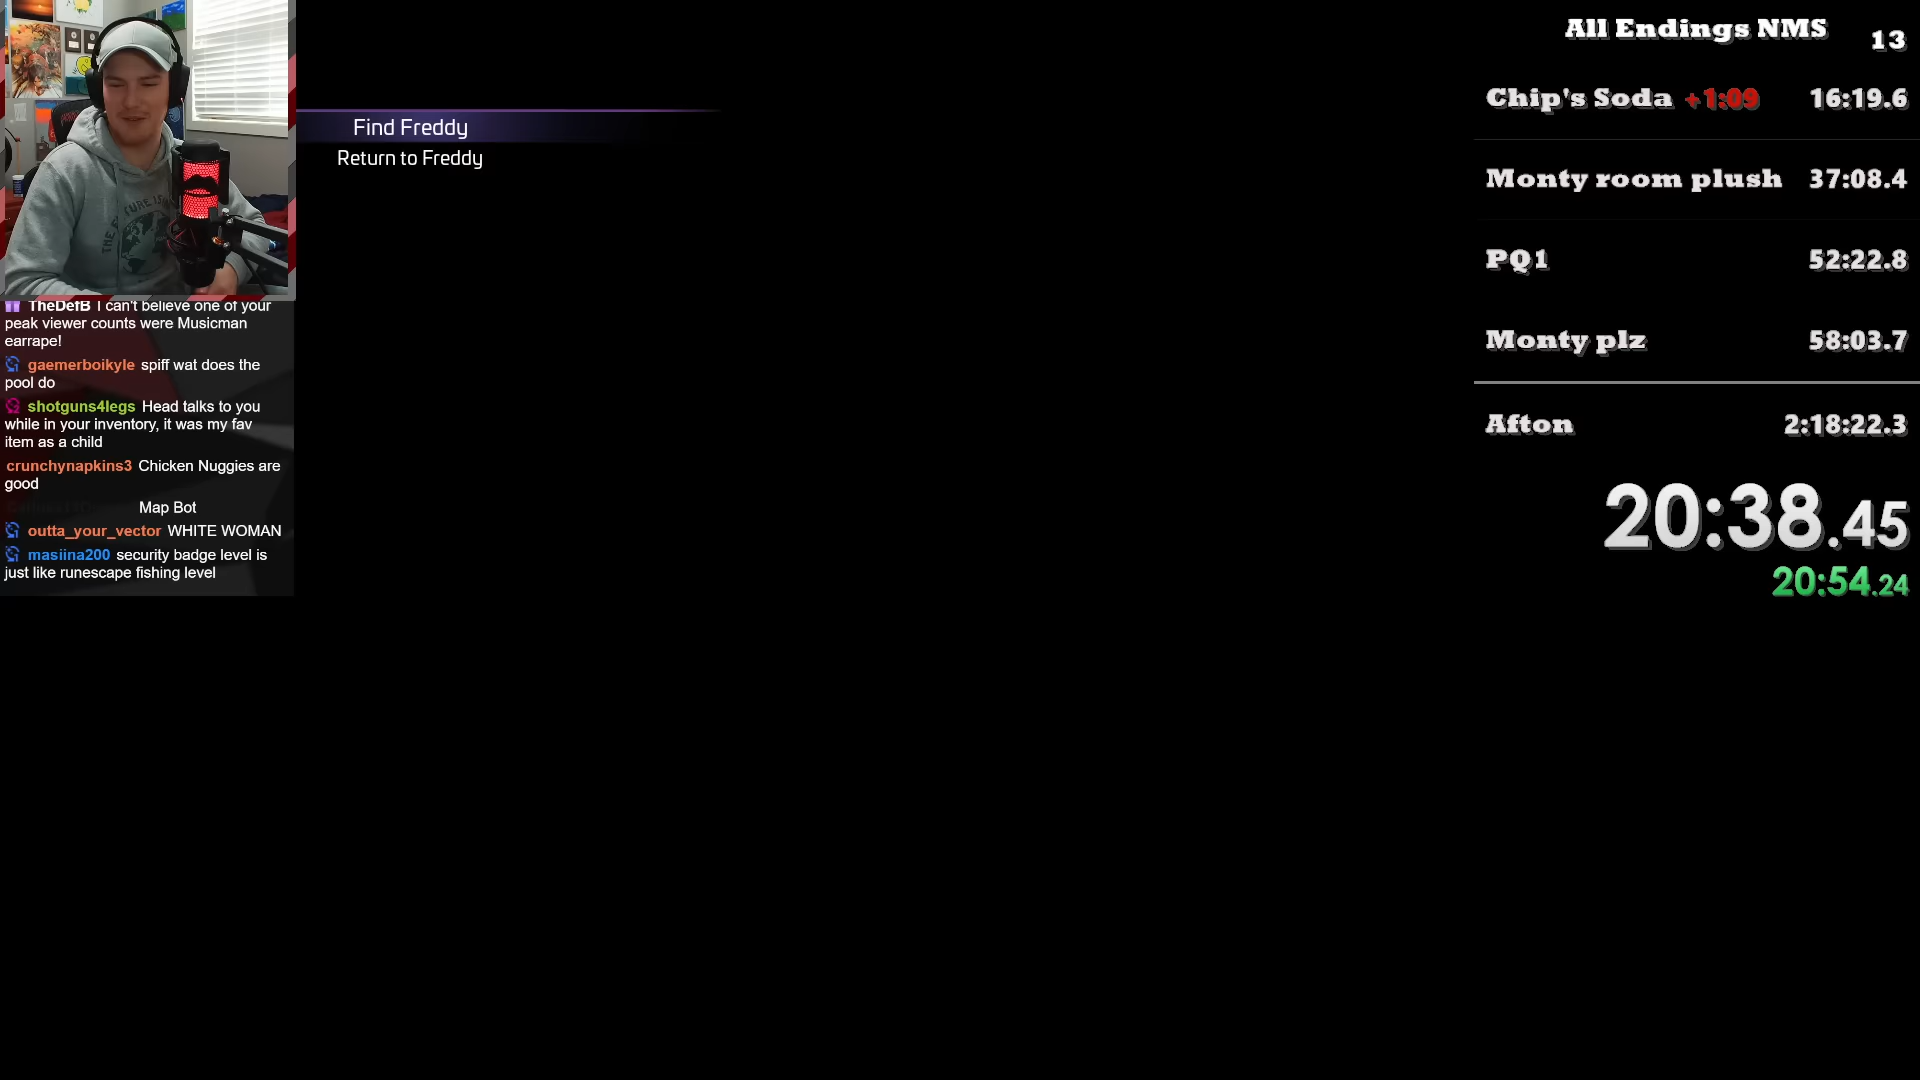 All Endings NMS
13
Find Freddy
Return to Freddy
Chip's Soda +1:09 16:19.6
Monty room plush 37:08.4
PQ1 52:22.8
Monty plz 58:03.7
Afton 2:18:22.3
20:38.45
20:54.24
TheDefB I can't believe one of your
peak viewer counts were Musicman
earrape!
gaemerboikyle spiff wat does the
pool do
shotguns4legs Head talks to you
while in your inventory, it was my fav
item as a child
crunchynapkins3 Chicken Nuggies are
good
Map Bot
outta_your_vector WHITE WOMAN
masiina200 security badge level is
just like runescape fishing level